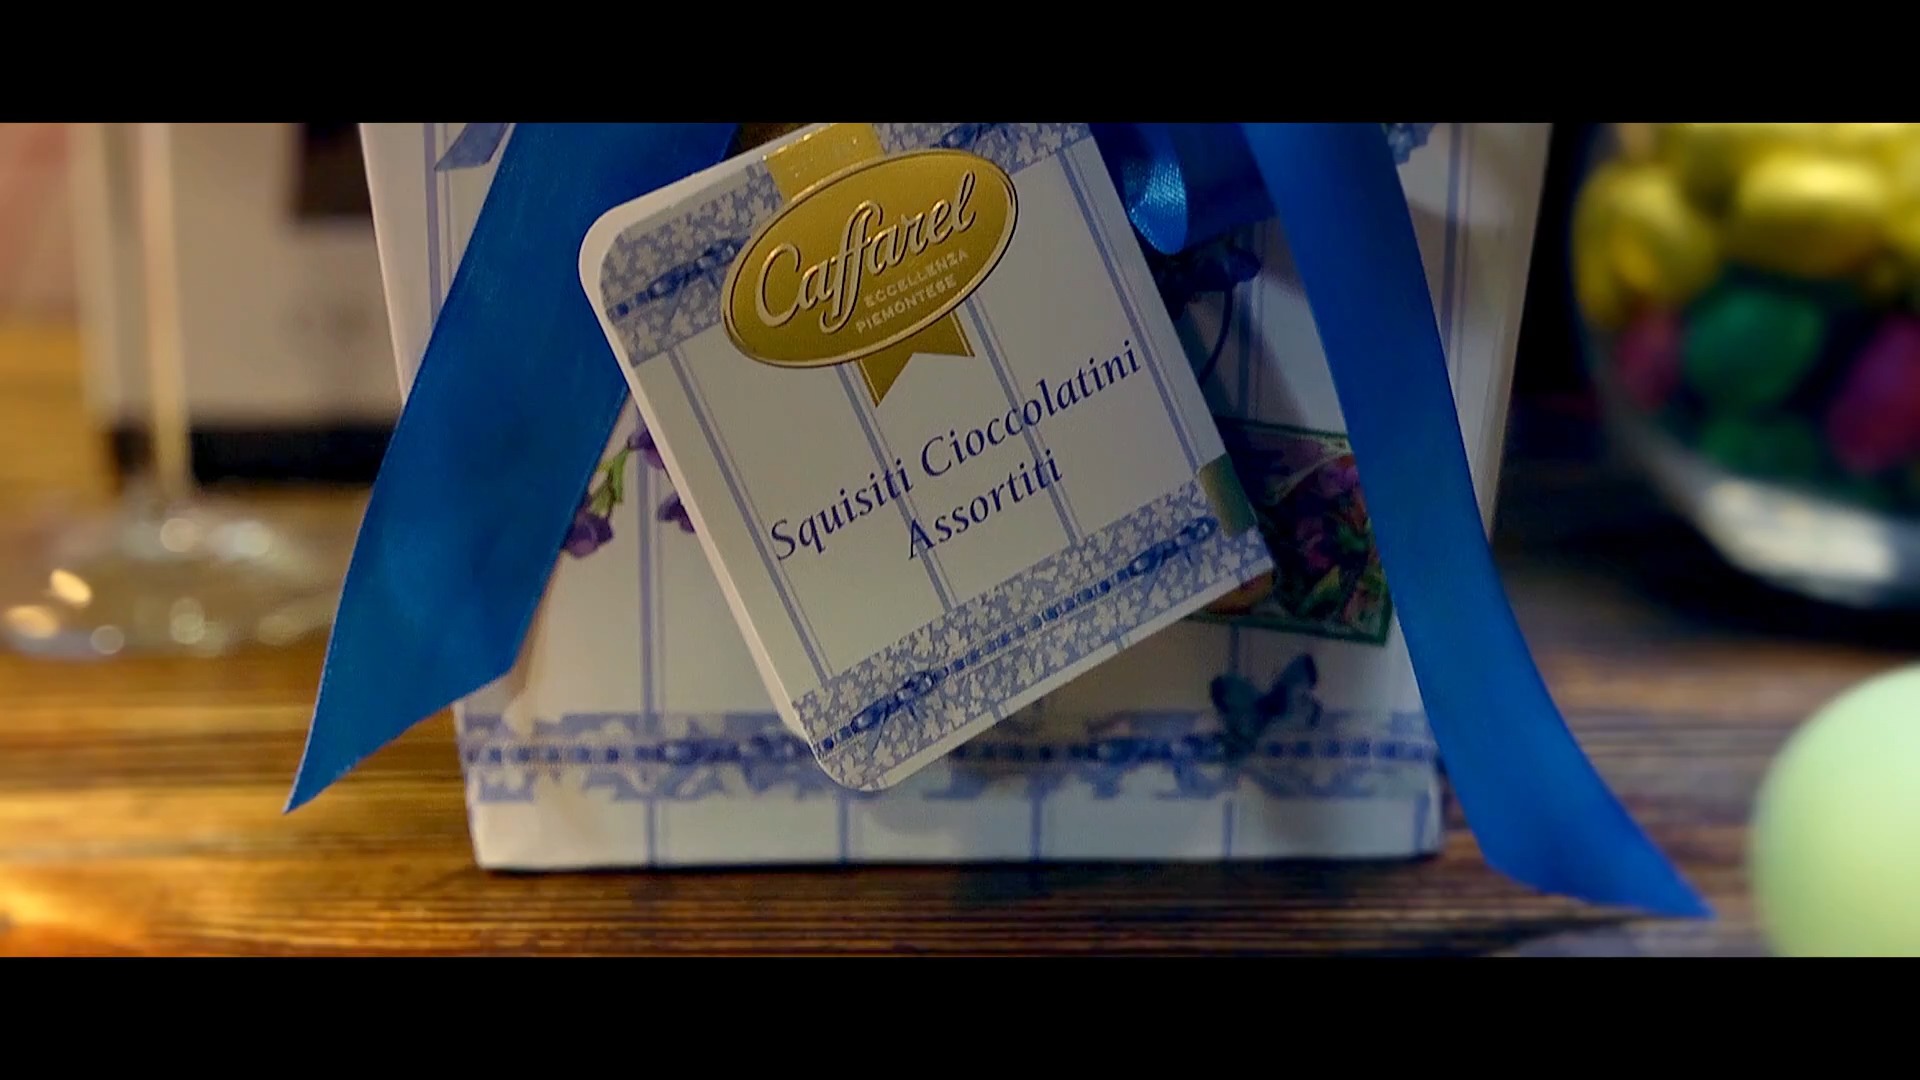 Caffarel
ECCELLENZA
PIEMONTESE
Squisiti Cioccolatini
Assortiti